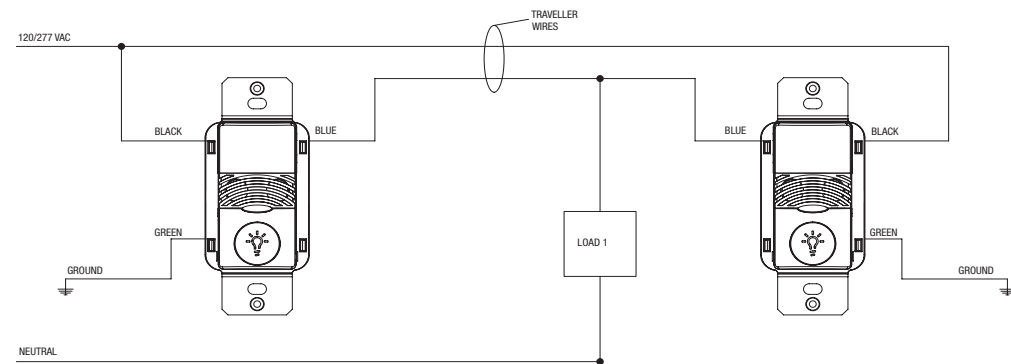 TRAVELLER
WIRES
120/277 VAC
BLACK
BLUE
BLUE
BLACK
GREEN
LOAD 1
GREEN
GROUND
GROUND
NEUTRAL